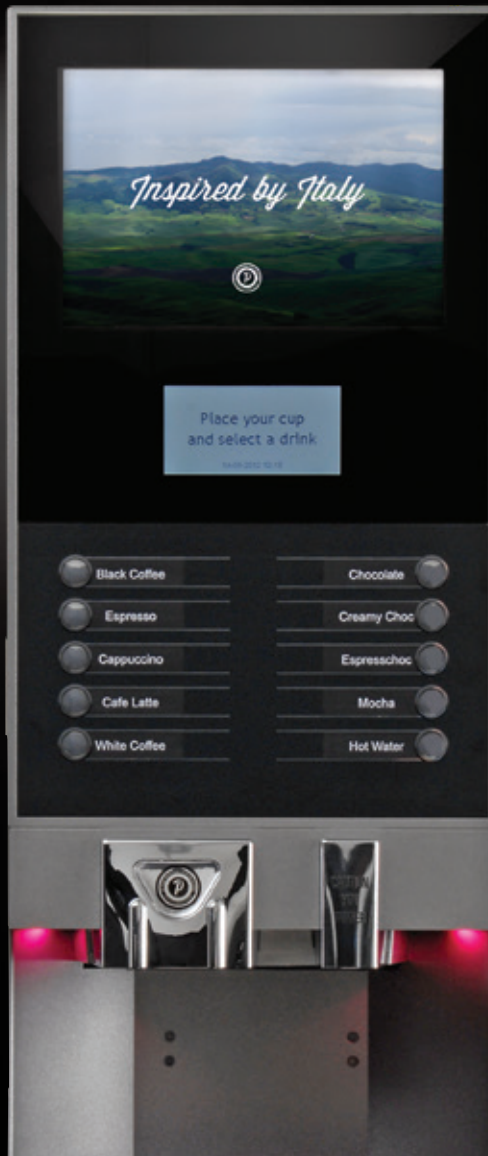 Inspired by Italy
P
Place your cup
and select a drink
Black Coffee
Espresso
Cappuccino
Cafe Latte
White Coffee
Chocolate
Creamy Choc
Espresschoc
Mocha
Hot Water
P